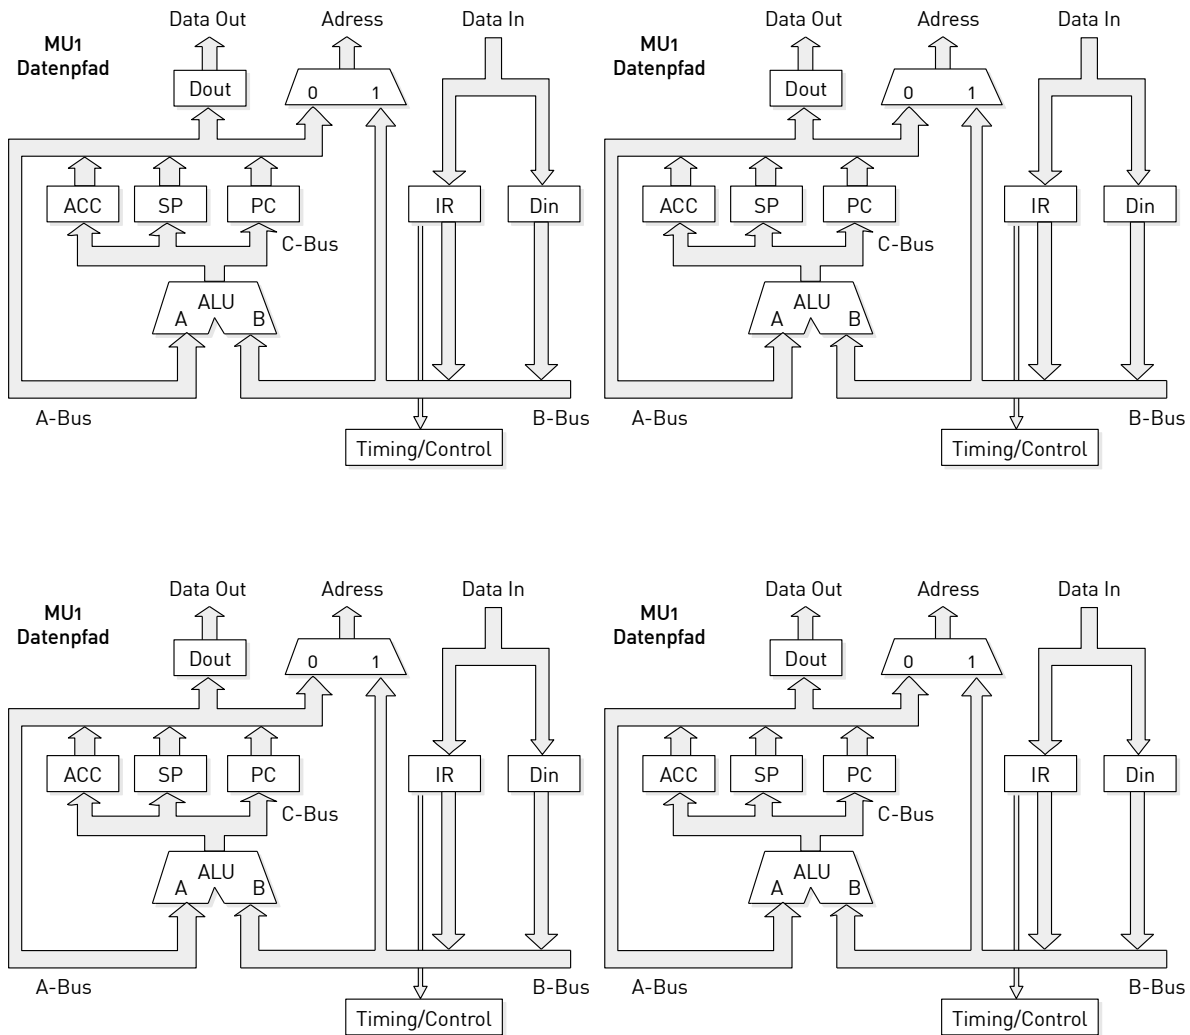 Data Out Adress Data In
MU1
Datenpfad
Dout
0 1
ACC SP PC IR Din
C-Bus
ALU
A B
A-Bus B-Bus
Timing/Control
Data Out Adress Data In
MU1
Datenpfad
Dout
0 1
ACC SP PC IR Din
C-Bus
ALU
A B
A-Bus B-Bus
Timing/Control
Data Out Adress Data In
MU1
Datenpfad
Dout
0 1
ACC SP PC IR Din
C-Bus
ALU
A B
A-Bus B-Bus
Timing/Control
Data Out Adress Data In
MU1
Datenpfad
Dout
0 1
ACC SP PC IR Din
C-Bus
ALU
A B
A-Bus B-Bus
Timing/Control